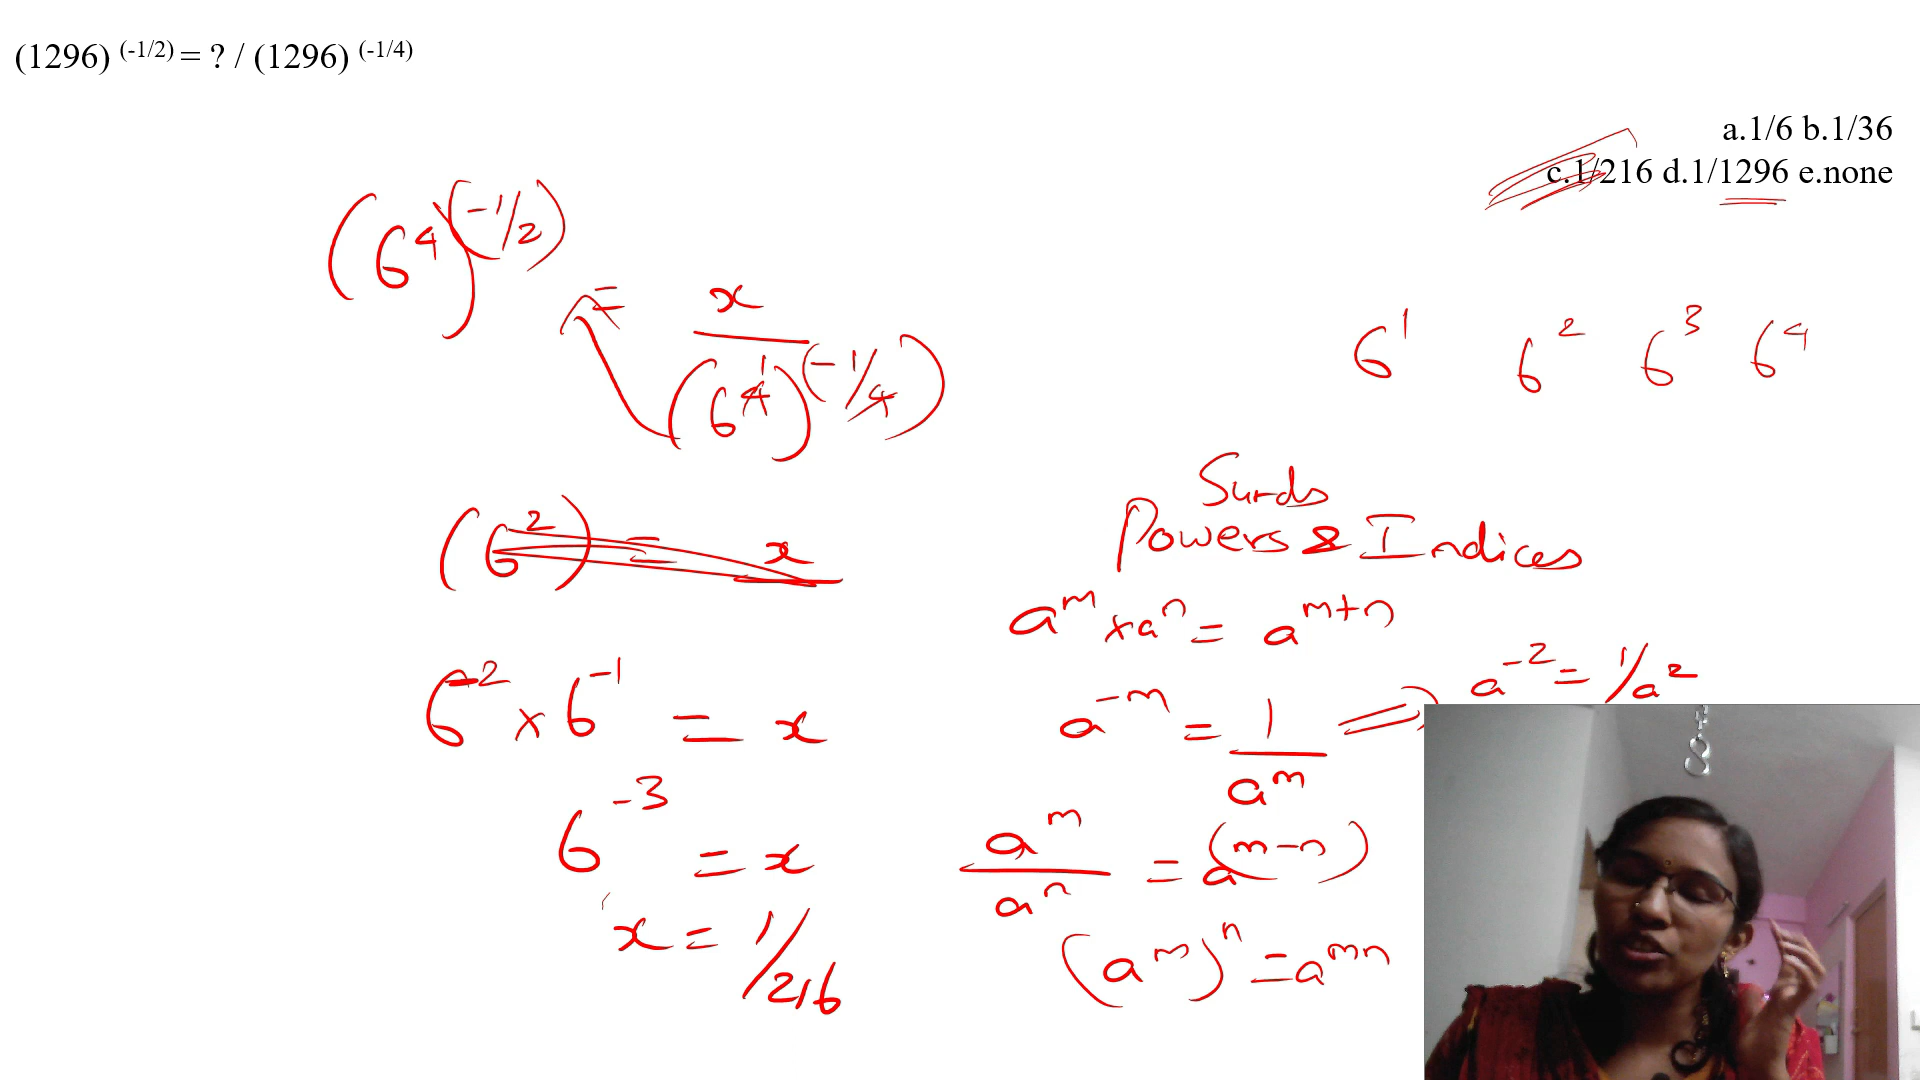 (1296) (-1/2) = ? / (1296) (-1/4)
a.1/6 b.1/36
c.1/216 d.1/1296 e.none
(6⁴)(-1/2)
= x
(6⁴)(-1/4) 1
6¹ 6² 6³ 6⁴
Surds
Powers & Indices
(6²) = x
aᵐ × aⁿ = aᵐ⁺ⁿ
6⁻² × 6⁻¹ = x
a⁻ᵐ = 1/aᵐ ⇒ a⁻² = 1/a²
6⁻³ = x
aᵐ/aⁿ = a(m-n)
x = 1/216
(aᵐ)ⁿ = aᵐⁿ